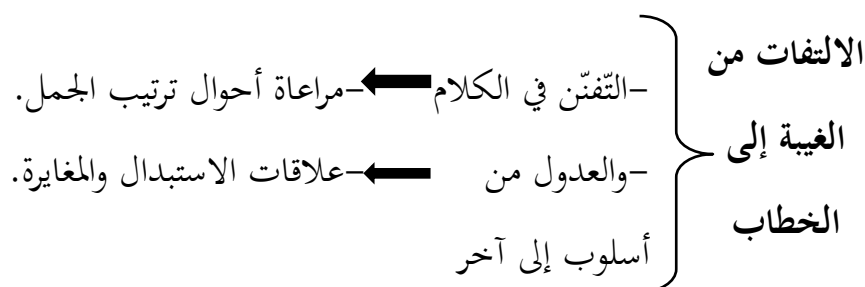 الالتفات من
الغيبة إلى
الخطاب
–التّفنّن في الكلام
–والعدول من
أسلوب إلى آخر
–مراعاة أحوال ترتيب الجمل.
–علاقات الاستبدال والمغايرة.